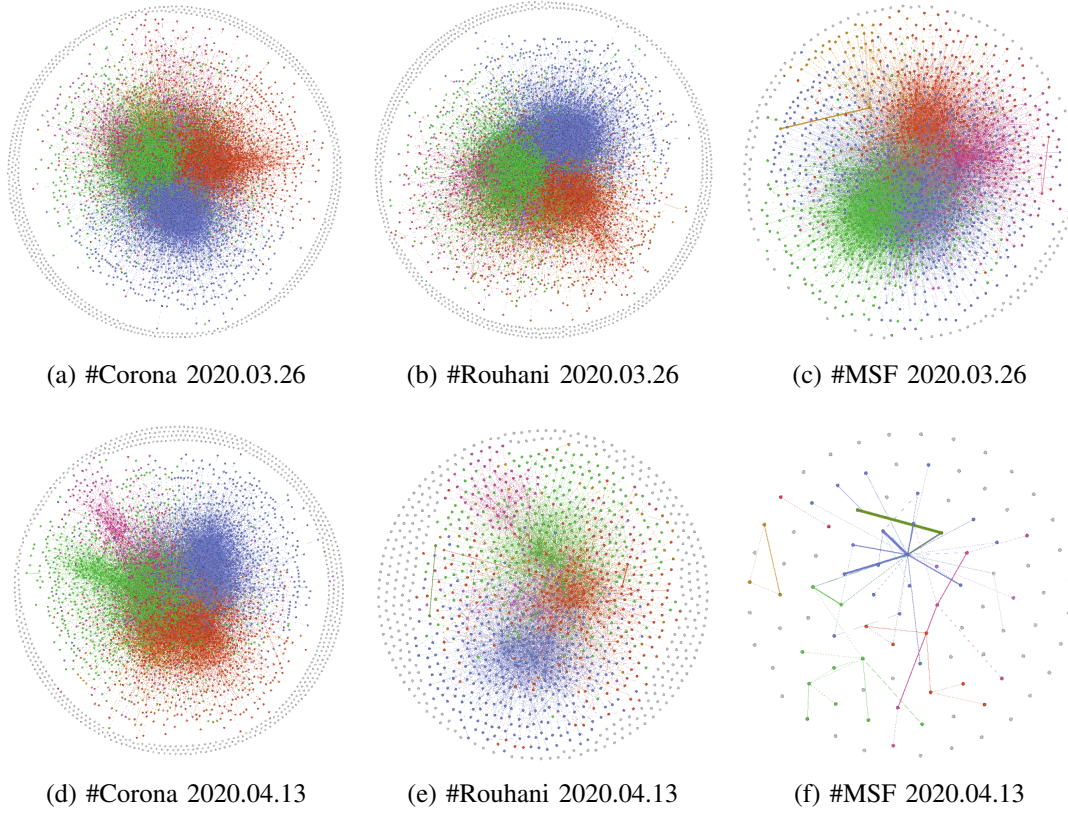 (a) #Corona 2020.03.26
(b) #Rouhani 2020.03.26
(c) #MSF 2020.03.26
(d) #Corona 2020.04.13
(e) #Rouhani 2020.04.13
(f) #MSF 2020.04.13